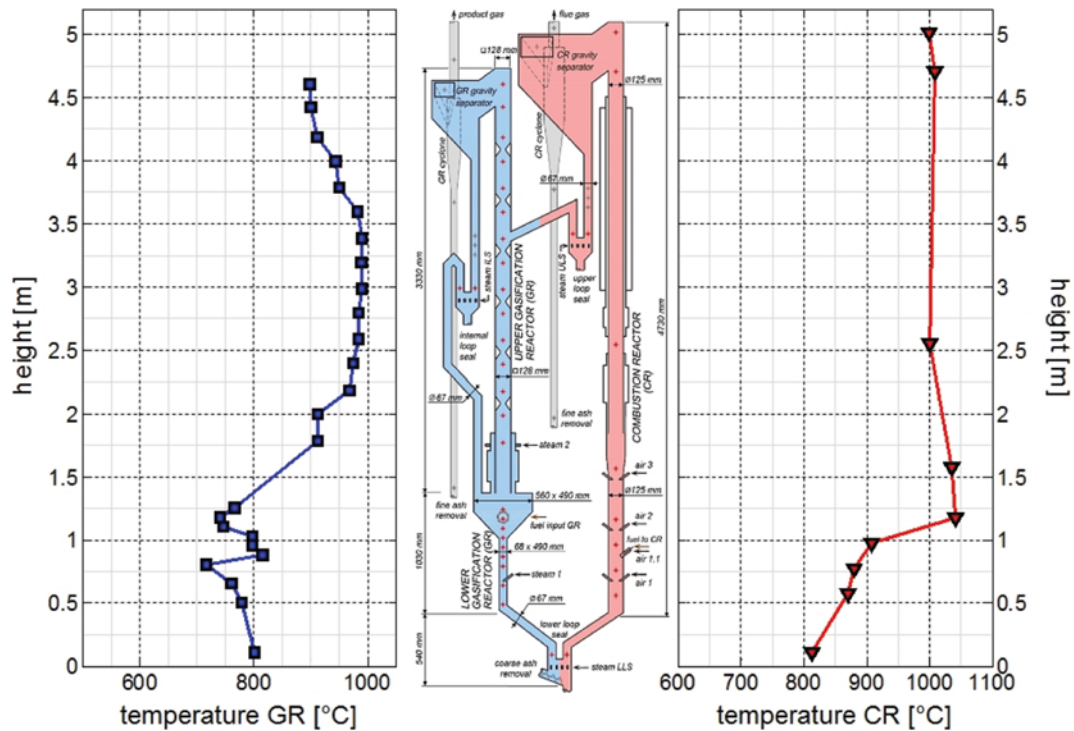 5
4.5
4
3.5
3
2.5
2
1.5
1
0.5
0
height [m]
600
800
1000
temperature GR [°C]
product gas
flue gas
□128 mm
CR gravity
separator
GR gravity
separator
Ø125 mm
GR cyclone
CR cyclone
Ø67 mm
steam ILS
steam ULS
upper
loop seal
3330 mm
internal
loop seal
UPPER GASIFICATION
REACTOR (GR)
4730 mm
COMBUSTION REACTOR
(CR)
□128 mm
Ø67 mm
fine ash
removal
steam 2
air 3
560 x 490 mm
Ø125 mm
fine ash
removal
fuel input GR
air 2
fuel to CR
air 1.1
68 x 490 mm
1000 mm
LOWER
GASIFICATION
REACTOR (GR)
steam 1
air 1
Ø67 mm
lower loop
seal
540 mm
coarse ash
removal
steam LLS
5
4.5
4
3.5
3
2.5
2
1.5
1
0.5
0
height [m]
600
700
800
900
1000
1100
temperature CR [°C]